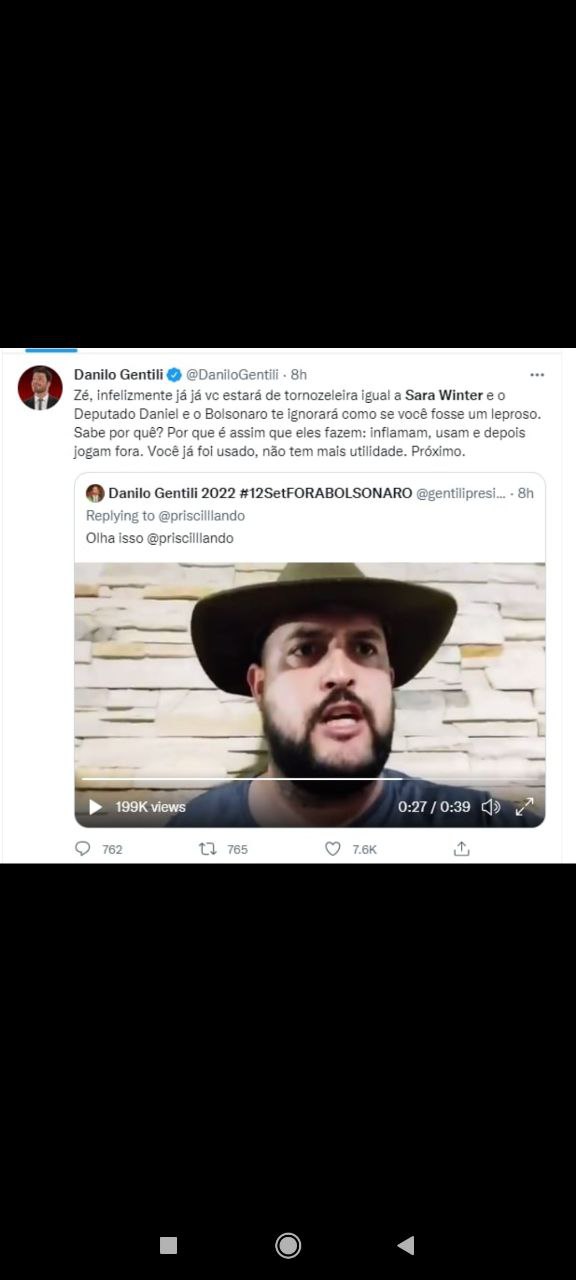 Danilo Gentili @DaniloGentili · 8h
Zé, infelizmente já já vc estará de tornozeleira igual a Sara Winter e o
Deputado Daniel e o Bolsonaro te ignorará como se você fosse um leproso.
Sabe por quê? Por que é assim que eles fazem: inflamam, usam e depois
jogam fora. Você já foi usado, não tem mais utilidade. Próximo.
Danilo Gentili 2022 #12SetFORABOLSONARO @gentilipresi... · 8h
Replying to @priscilllando
Olha isso @priscilllando
199K views
0:27 / 0:39
762 765 7.6K